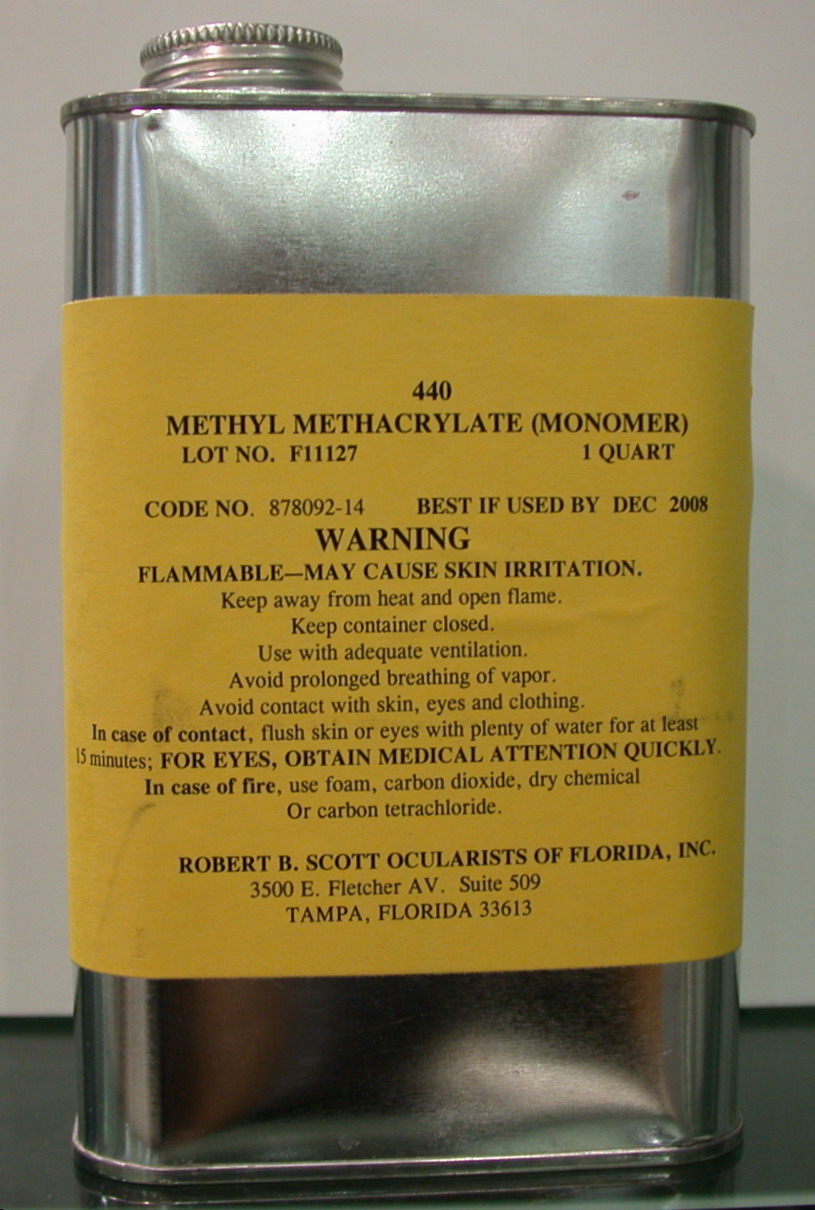 440
METHYL METHACRYLATE (MONOMER)
LOT NO. F11127 1 QUART
CODE NO. 878092-14 BEST IF USED BY DEC 2008
WARNING
FLAMMABLE—MAY CAUSE SKIN IRRITATION.
Keep away from heat and open flame.
Keep container closed.
Use with adequate ventilation.
Avoid prolonged breathing of vapor.
Avoid contact with skin, eyes and clothing.
In case of contact, flush skin or eyes with plenty of water for at least
15 minutes; FOR EYES, OBTAIN MEDICAL ATTENTION QUICKLY.
In case of fire, use foam, carbon dioxide, dry chemical
Or carbon tetrachloride.
ROBERT B. SCOTT OCULARISTS OF FLORIDA, INC.
3500 E. Fletcher AV. Suite 509
TAMPA, FLORIDA 33613